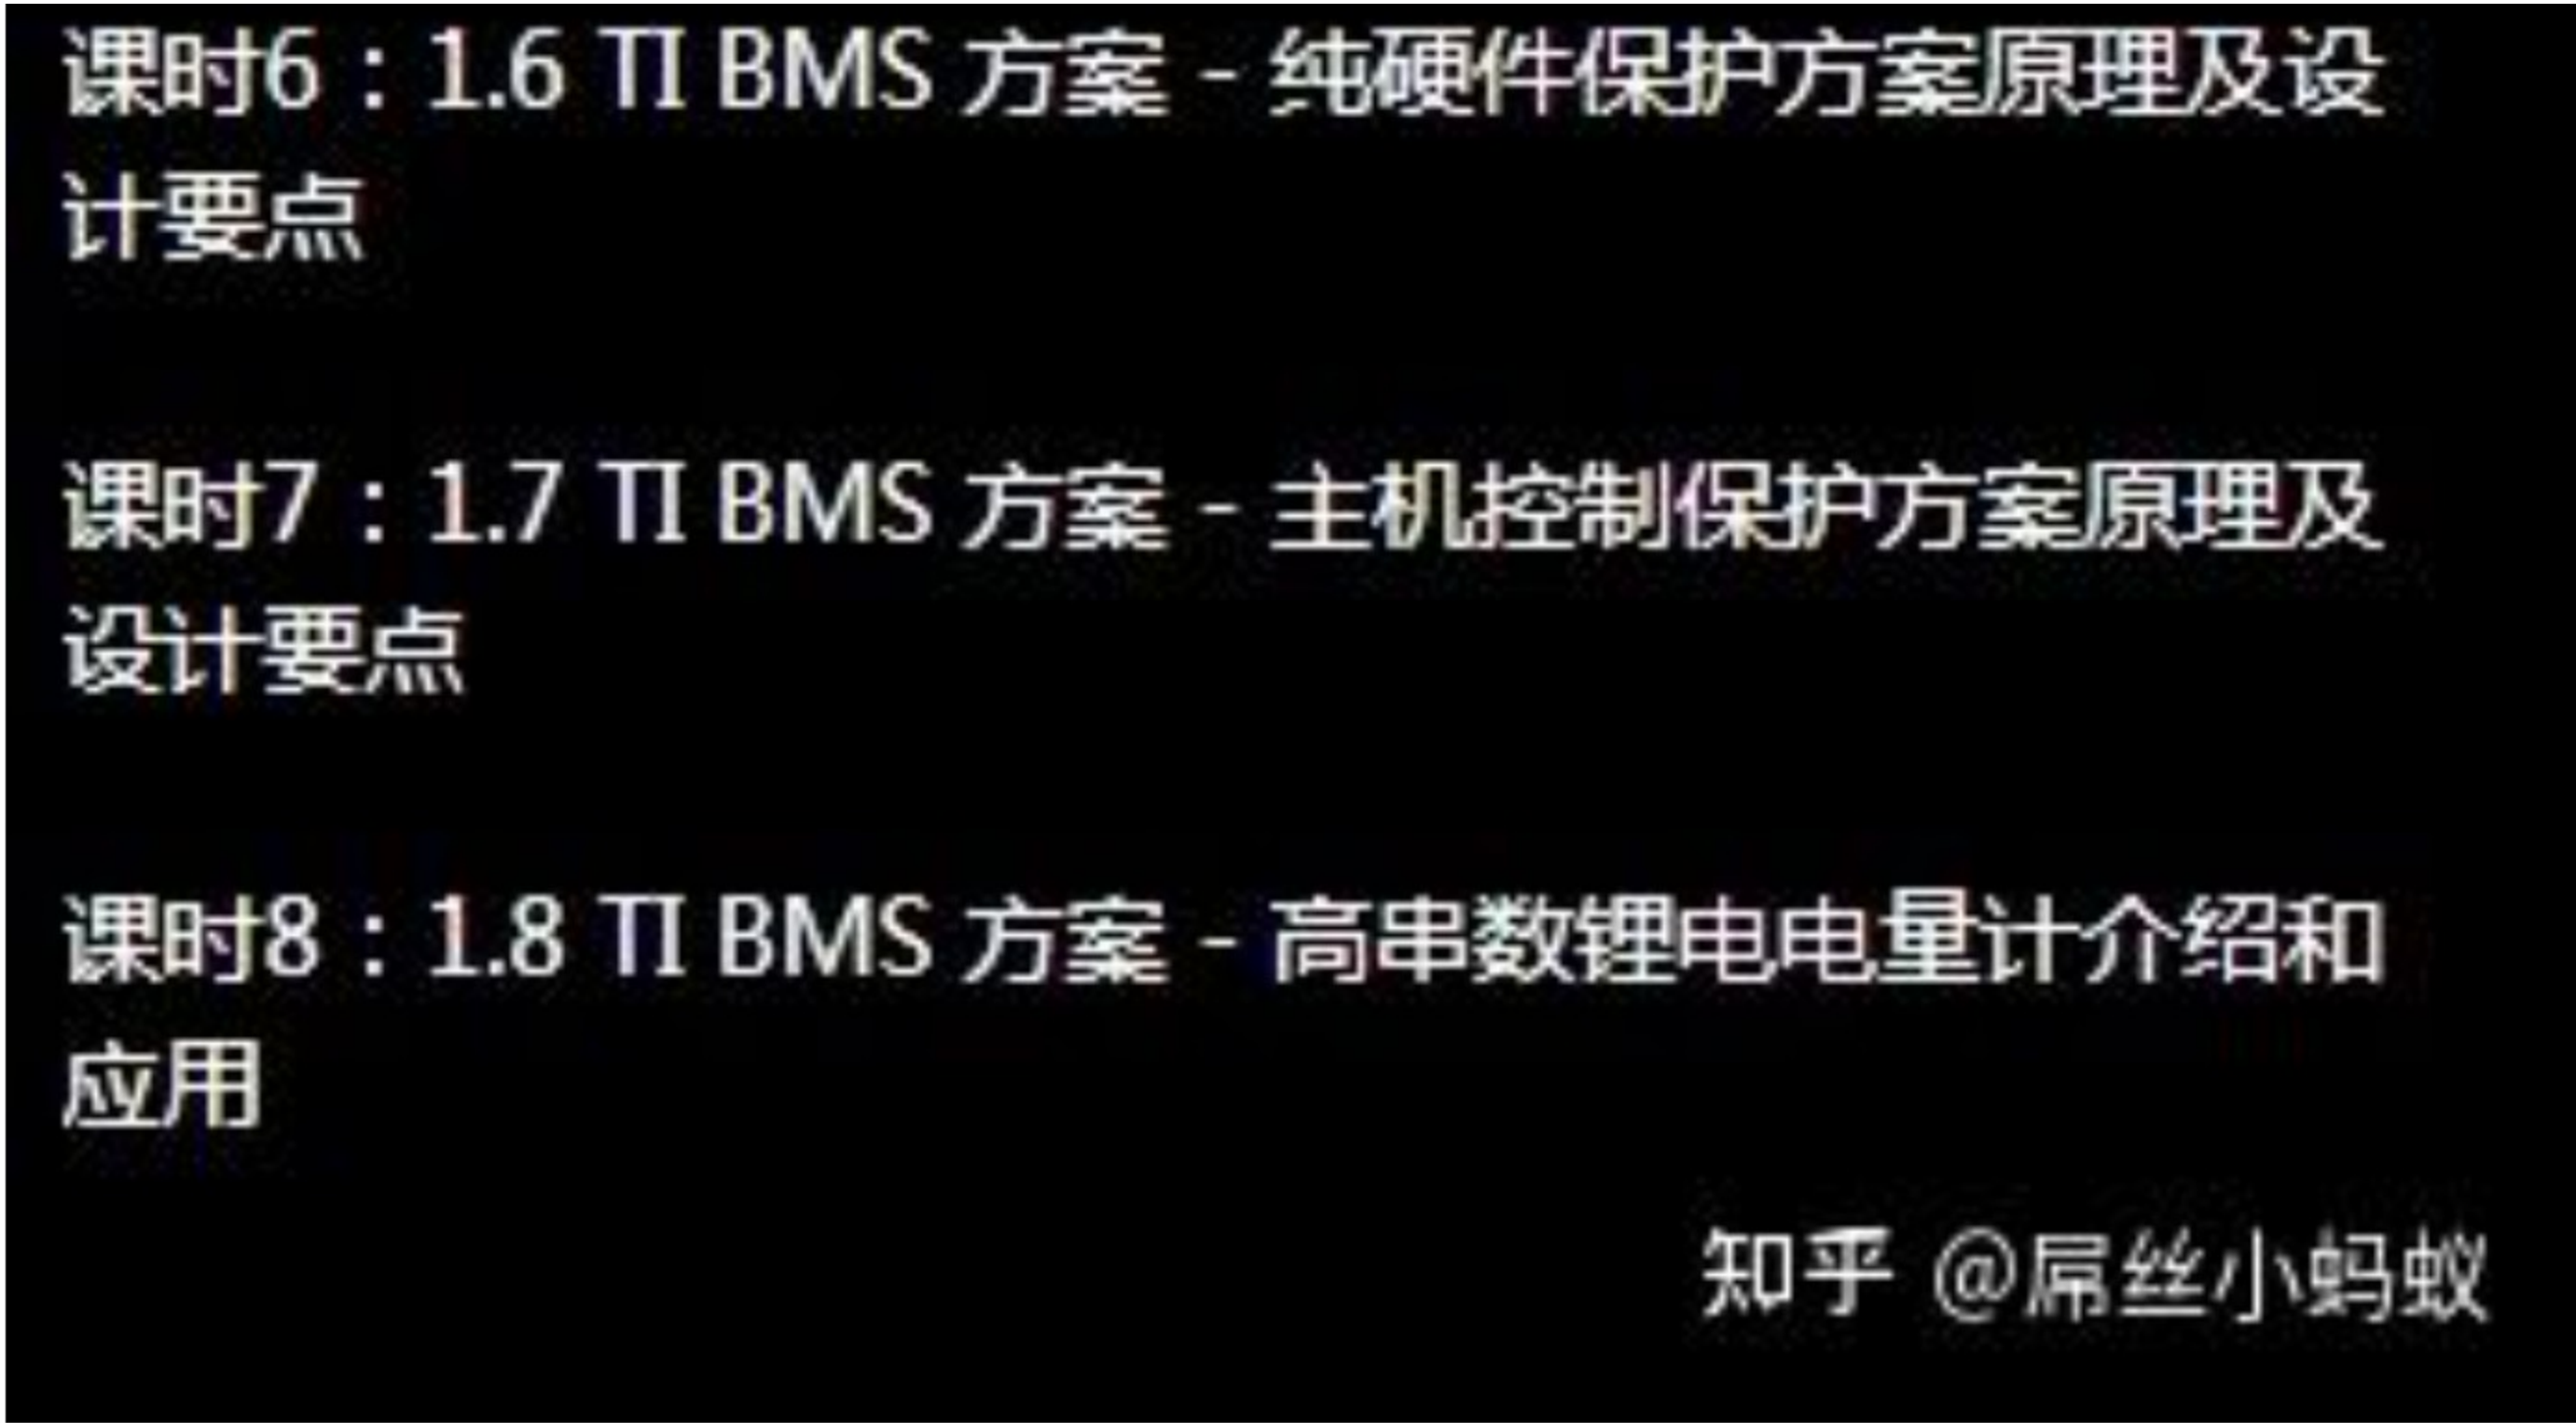 课时6：1.6 TI BMS 方案 - 纯硬件保护方案原理及设
计要点
课时7：1.7 TI BMS 方案 - 主机控制保护方案原理及
设计要点
课时8：1.8 TI BMS 方案 - 高串数锂电电量计介绍和
应用
知乎 @屌丝小蚂蚁